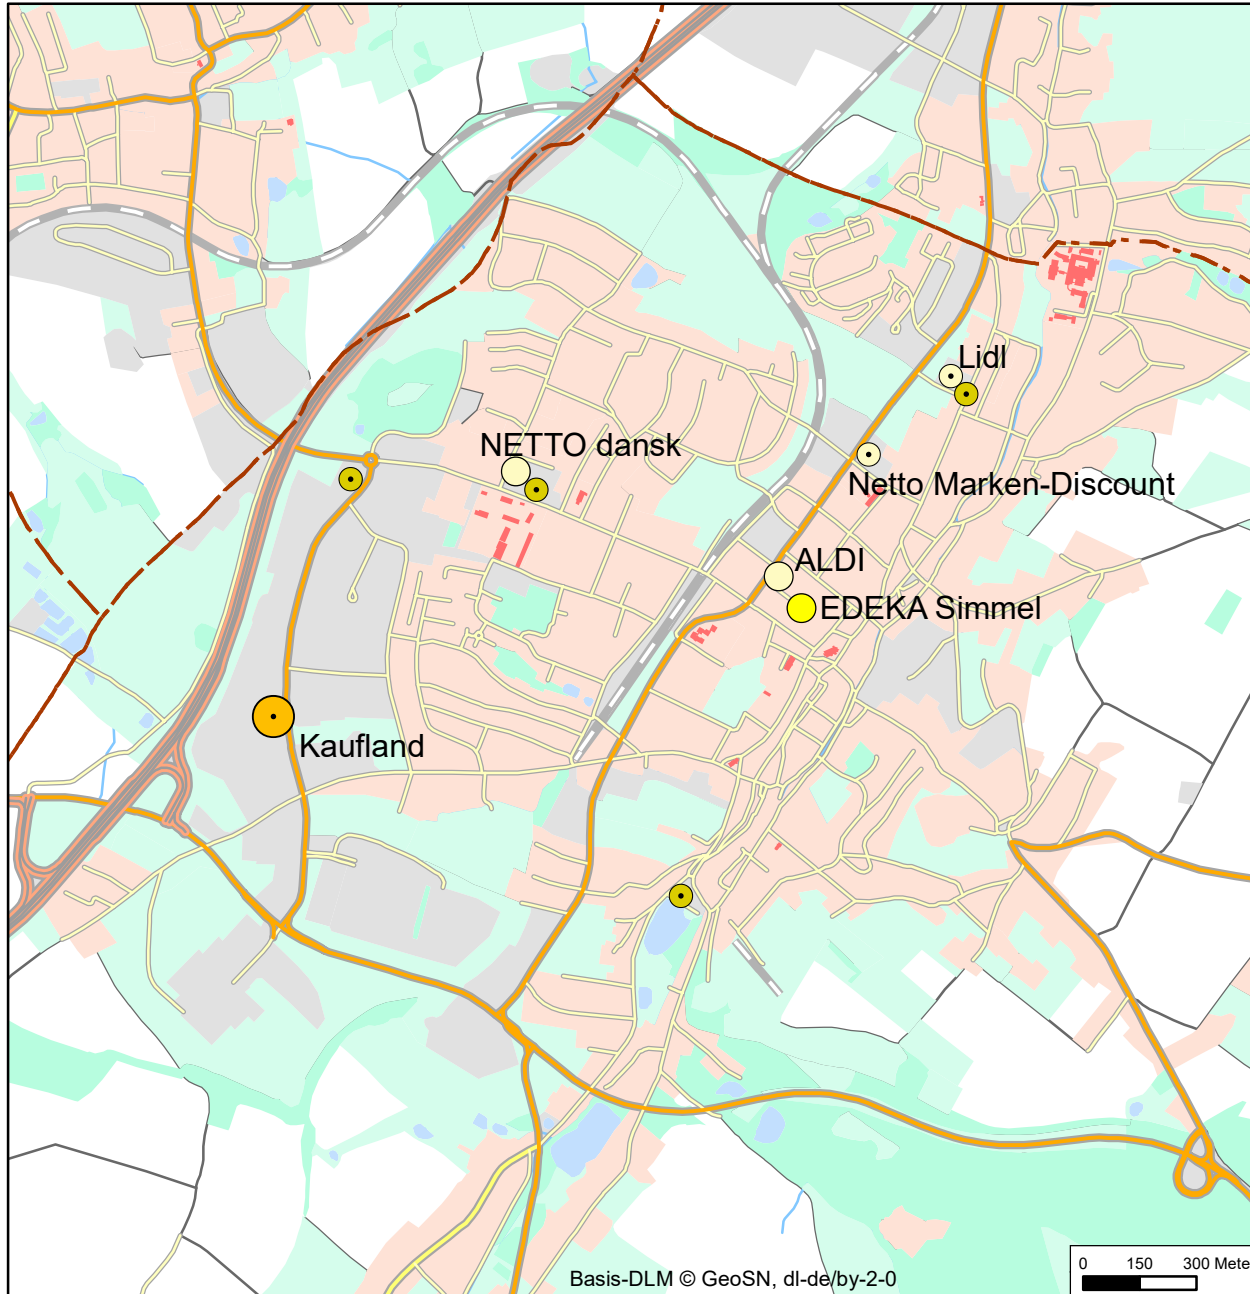 Lidl
NETTO dansk
Netto Marken-Discount
ALDI
EDEKA Simmel
Kaufland
Basis-DLM © GeoSN, dl-de/by-2-0
0 150 300 Mete